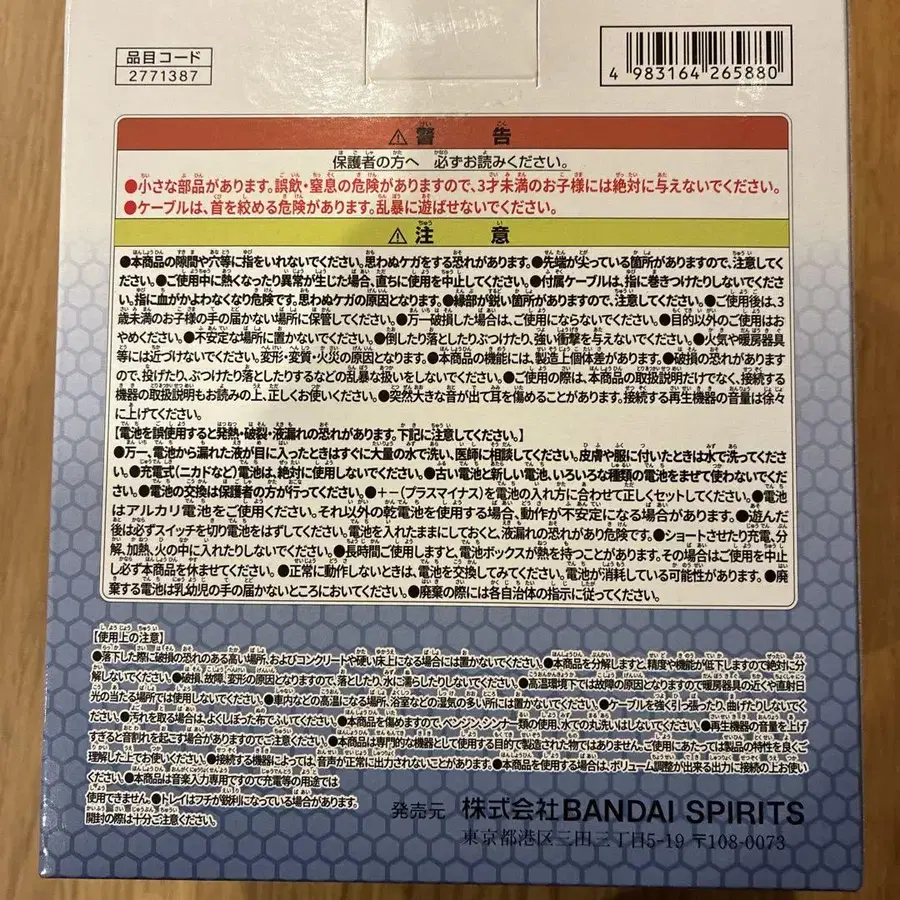 品目コード
2771387
4 983164 265880
⚠警告
保護者の方へ 必ずお読みください。
●小さな部品があります。誤飲・窒息の危険がありますので、3才未満のお子様には絶対に与えないでください。
●ケーブルは、首を絞める危険があります。乱暴に遊ばせないでください。
⚠注意
●本商品の隙間や穴等に指をいれないでください。思わぬケガをする恐れがあります。●先端が尖っている箇所がありますので、注意してく
ださい。●ご使用中に熱くなったり異常が生じた場合、直ちに使用を中止してください。●付属ケーブルは、指に巻きつけたりしないでくださ
い。指に血がかよわなくなり危険です。思わぬケガの原因となります。●縁部が鋭い箇所がありますので、注意してください。●ご使用後は、3
歳未満のお子様の手の届かない場所に保管してください。●万一破損した場合は、ご使用にならないでください。●目的以外のご使用はお
やめください。●不安定な場所に置かないでください。●倒したり落としたりぶつけたり、強い衝撃を与えないでください。●火気や暖房器具
等には近づけないでください。変形・変質・火災の原因となります。●本商品の機能には、製造上個体差があります。●破損の恐れがあります
ので、投げたり、ぶつけたり落としたりするなどの乱暴な扱いをしないでください。●ご使用の際は、本商品の取扱説明だけでなく、接続する
機器の取扱説明もお読みの上、正しくお使いください。●突然大きな音が出て耳を傷めることがあります。接続する再生機器の音量は徐々
に上げてください。
【電池を誤使用すると発熱・破裂・液漏れの恐れがあります。下記に注意してください。】
●万一、電池から漏れた液が目に入ったときはすぐに大量の水で洗い、医師に相談してください。皮膚や服に付いたときは水で洗ってくださ
い。●充電式(ニカドなど)電池は、絶対に使用しないでください。●古い電池と新しい電池、いろいろな種類の電池をまぜて使わないでくだ
さい。●電池の交換は保護者の方が行ってください。●+-(プラスマイナス)を電池の入れ方に合わせて正しくセットしてください。●電池
はアルカリ電池をご使用ください。それ以外の乾電池を使用する場合、動作が不安定になる場合があります。●遊んだ
後は必ずスイッチを切り電池をはずしてください。電池を入れたままにしておくと、液漏れの恐れがあり危険です。●ショートさせたり充電、分
解、加熱、火の中に入れたりしないでください。●長時間ご使用しますと、電池ボックスが熱を持つことがあります。その場合はご使用を中止
し必ず本商品を休ませてください。●正常に動作しないときは、電池を交換してみてください。電池が消耗している可能性があります。●廃
棄する電池は乳幼児の手の届かないところにおいてください。●廃棄の際には各自治体の指示に従ってください。
【使用上の注意】
●落下した際に破損の恐れのある高い場所、およびコンクリートや硬い床上になる場合には置かないでください。●本商品を分解しますと、精度や機能が低下しますので絶対に分
解しないでください。●破損、故障、変形の原因となりますので、落としたり、水に濡らしたりしないでください。●高温環境下では故障の原因となりますので暖房器具の近くや直射日
光の当たる場所では使用しないでください。●車内などの高温になる場所、浴室などの湿気の多い所には置かないでください。●ケーブルを強く引っ張ったり、曲げたりしないでく
ださい。●汚れを取る場合は、よくしぼった布でふいてください。●本商品を傷めますので、ベンジン、シンナー類の使用、水での丸洗いはしないでください。●再生機器の音量を上げ
すぎると音割れを起こす場合がありますのでご注意ください。●本商品は専門的な機器として使用する目的で製造された物ではありません。ご使用にあたっては製品の特性を良くご
理解した上でお使いください。●接続する機器によっては、音声が正常に出力されないことがあります。●本商品を使用する場合は、ボリューム調整が出来る出力に接続の上お使
いください。●本商品は音楽入力専用ですので充電等の用途では
使用できません。●トレイはフチが鋭利になっている場合があります。
開封の際は十分ご注意ください。
発売元 株式会社BANDAI SPIRITS
東京都港区三田三丁目5-19 〒108-0073